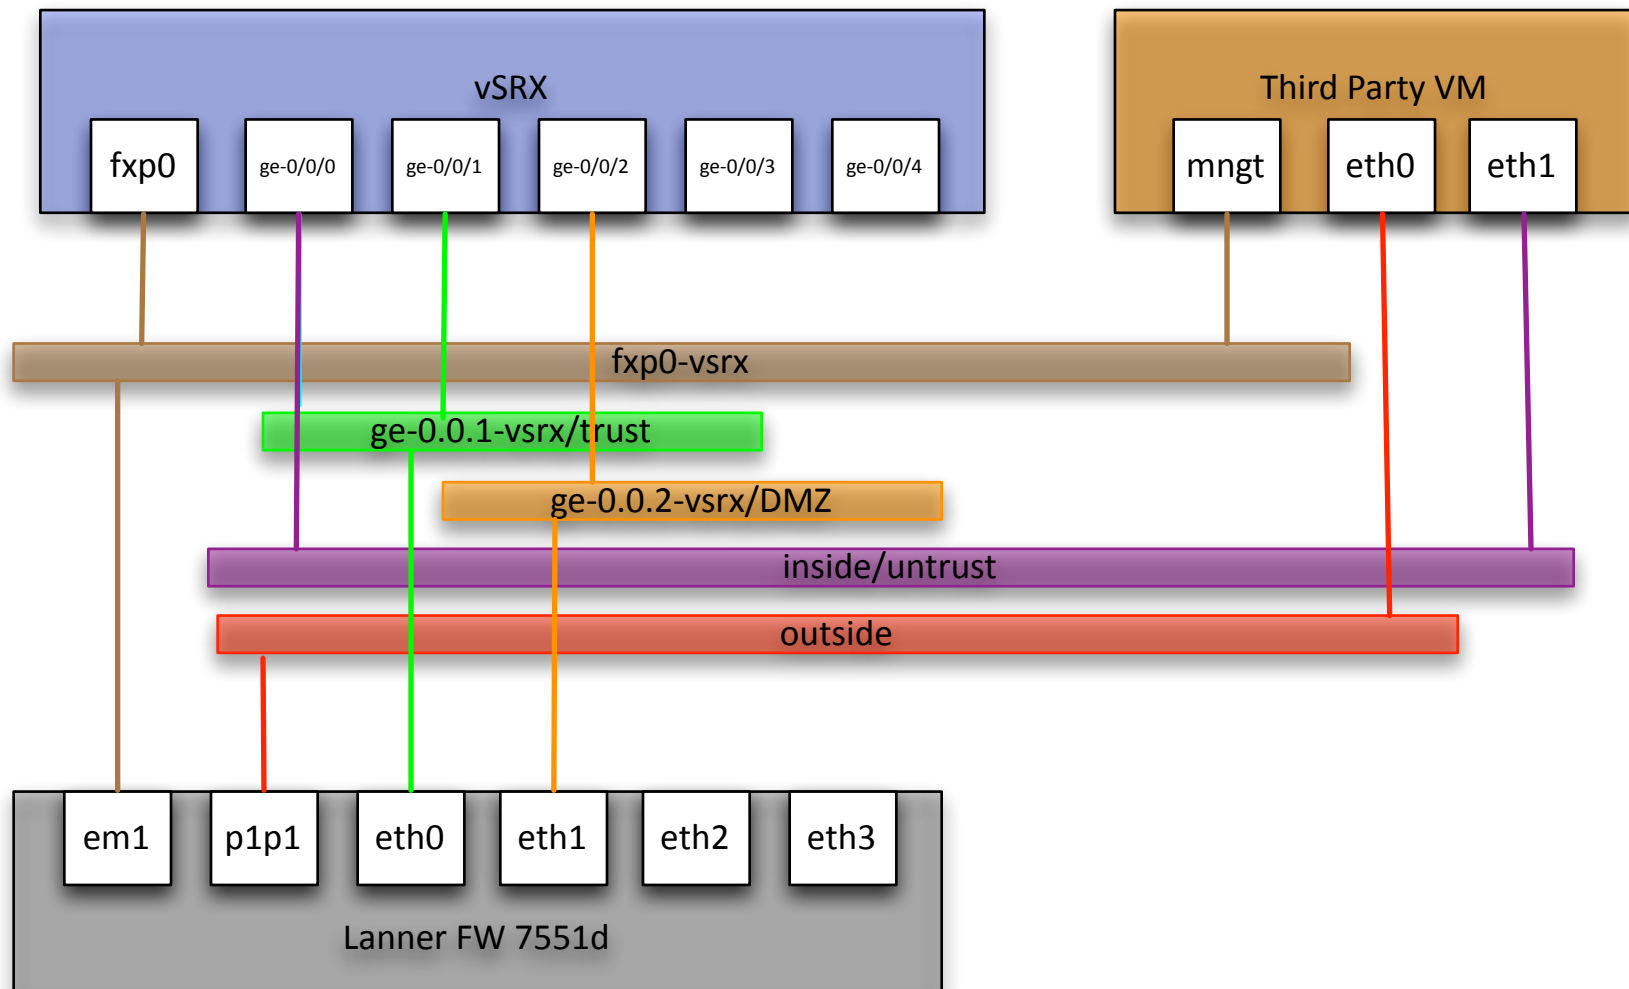 vSRX
Third Party VM
fxp0
ge-0/0/0
ge-0/0/1
ge-0/0/2
ge-0/0/3
ge-0/0/4
mngt
eth0
eth1
fxp0-vsrx
ge-0.0.1-vsrx/trust
ge-0.0.2-vsrx/DMZ
inside/untrust
outside
em1
p1p1
eth0
eth1
eth2
eth3
Lanner FW 7551d